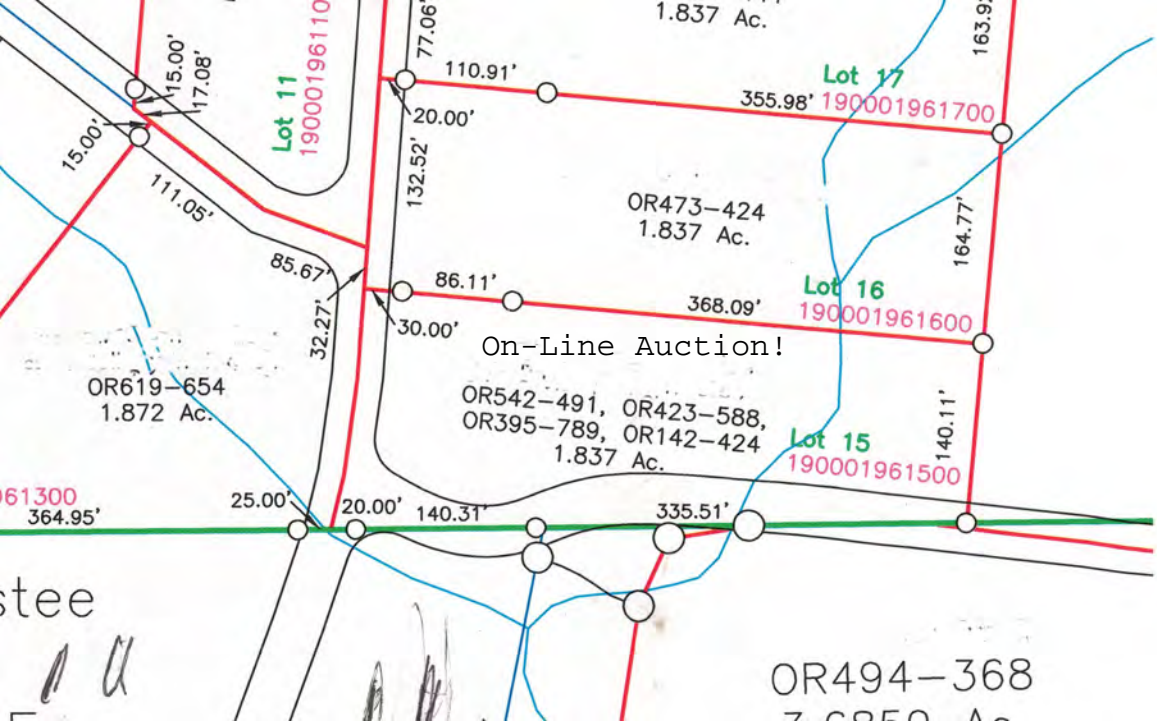 1.837 Ac.
77.06'
163.92
15.00'
17.08'
Lot 11
1900019611
110.91'
20.00'
355.98'
Lot 17
190001961700
15.00'
111.05'
132.52'
OR473-424
1.837 Ac.
164.77'
85.67'
32.27'
86.11'
30.00'
368.09'
Lot 16
190001961600
On-Line Auction!
OR619-654
1.872 Ac.
OR542-491, OR423-588,
OR395-789, OR142-424
1.837 Ac.
Lot 15
190001961500
140.11'
961300
364.95'
25.00'
20.00'
140.31'
335.51'
stee
OR494-368